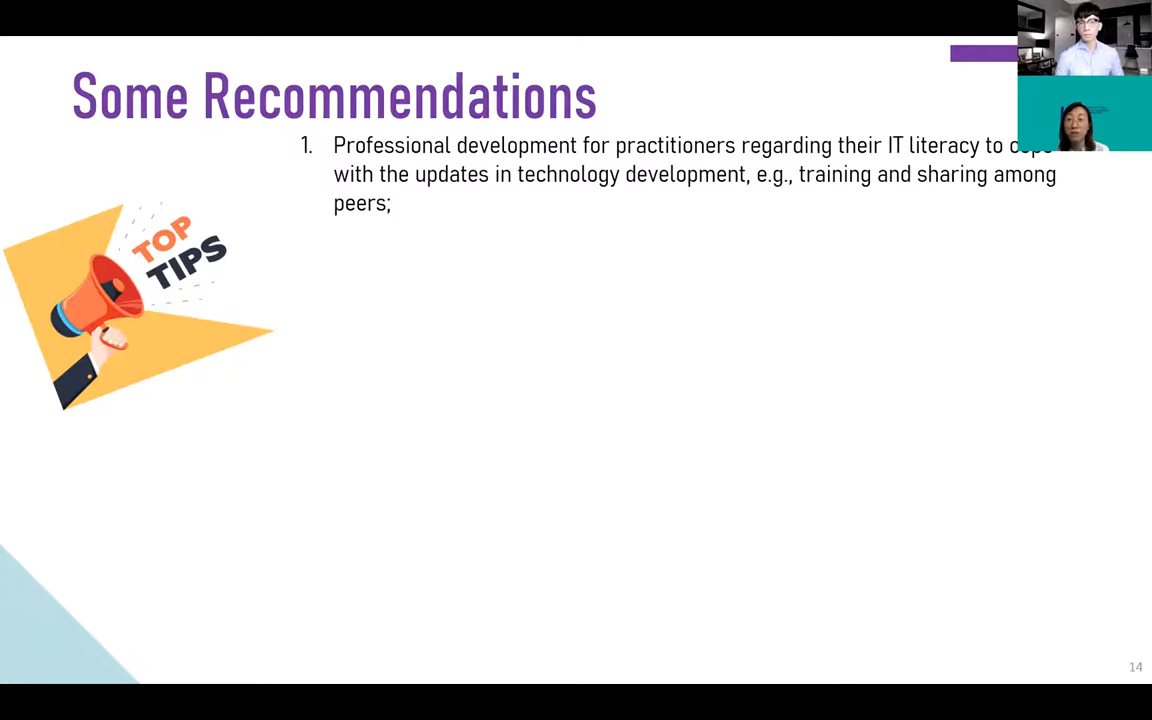 Some Recommendations
1. Professional development for practitioners regarding their IT literacy to cope
with the updates in technology development, e.g., training and sharing among
peers;
TOP
TIPS
14